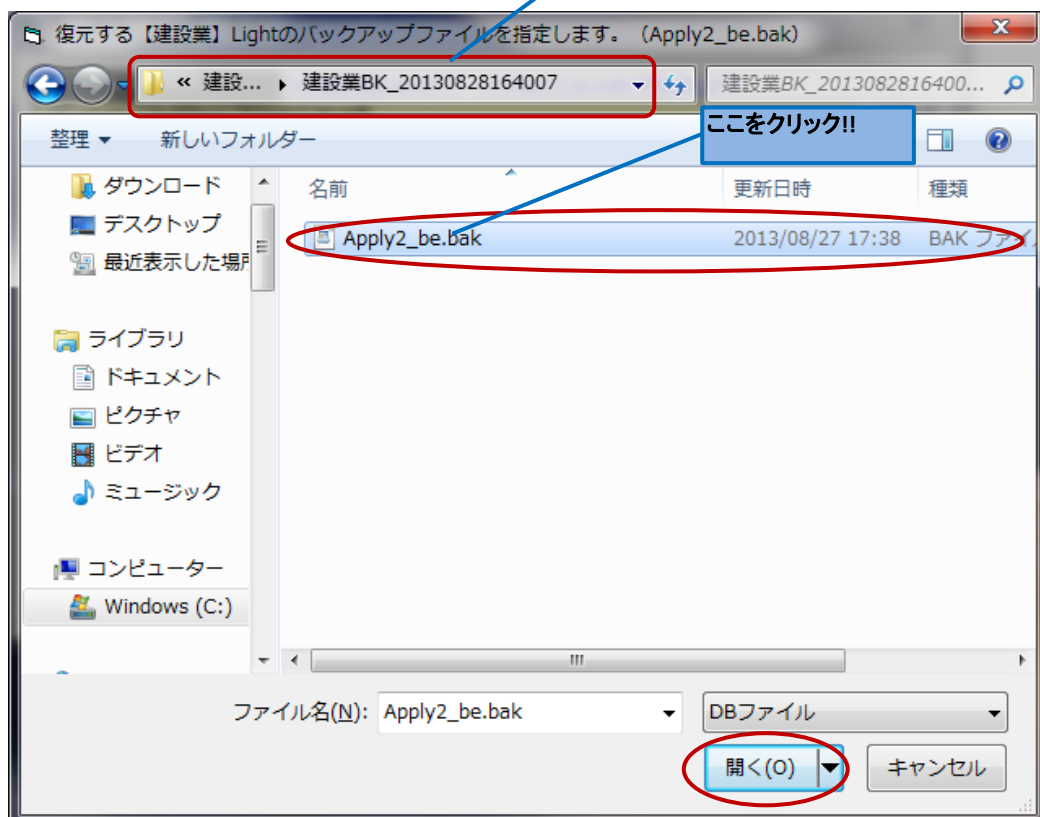 復元する【建設業】Lightのバックアップファイルを指定します。 (Apply2_be.bak)
« 建設... ▸ 建設業BK_20130828164007
建設業BK_2013082816400...
整理 新しいフォルダー
ここをクリック!!
ダウンロード
デスクトップ
最近表示した場所
ライブラリ
ドキュメント
ピクチャ
ビデオ
ミュージック
コンピューター
Windows (C:)
名前 更新日時 種類
Apply2_be.bak 2013/08/27 17:38 BAK ファイル
ファイル名(N): Apply2_be.bak
DBファイル
開く(O) キャンセル